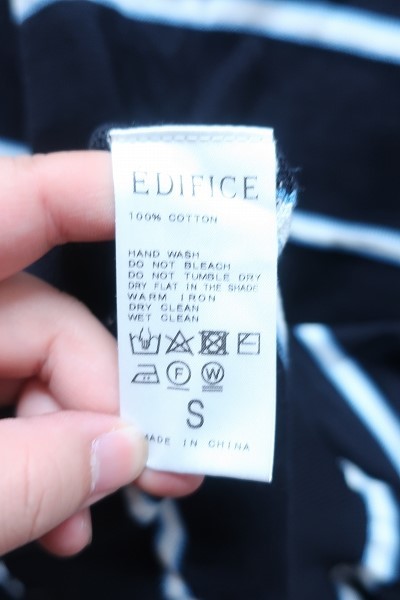 EDIFICE
100% COTTON
HAND WASH
DO NOT BLEACH
DO NOT TUMBLE DRY
DRY FLAT IN THE SHADE
WARM IRON
DRY CLEAN
WET CLEAN
F W
S
MADE IN CHINA